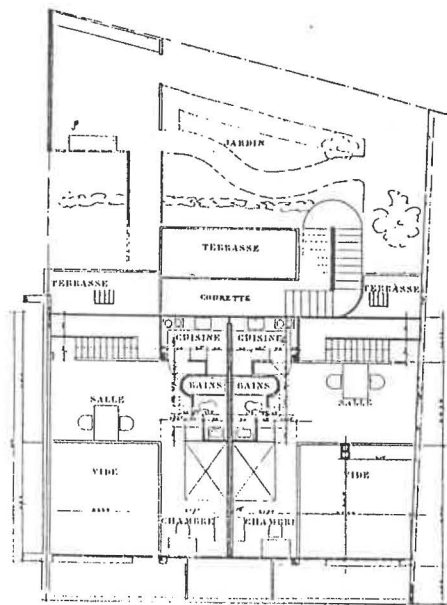 JARDIN
TERRASSE
TERRASSE
TERRASSE
COURETTE
CUISINE CUISINE
BAINS BAINS
SALLE
SALLE
VIDE
VIDE
CHAMBRE CHAMBRE